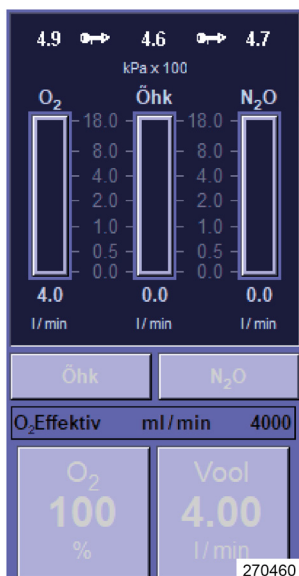 4.9 4.6 4.7
kPa x 100
O₂ Õhk N₂O
18.0 18.0
8.0 8.0
4.0 4.0
2.0 2.0
1.0 1.0
0.5 0.5
0.0 0.0
4.0 0.0 0.0
l/min l/min l/min
Õhk N₂O
O₂Effektiv ml/min 4000
O₂ Vool
100 4.00
% l/min
270460